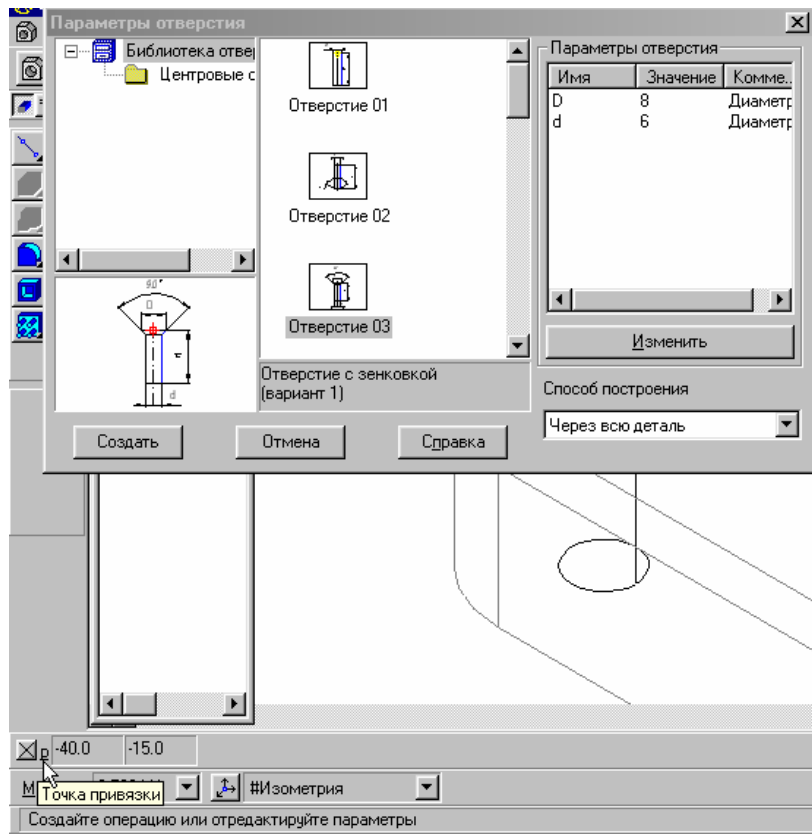 Параметры отверстия
Библиотека отве
Центровые с
Отверстие 01
Отверстие 02
Отверстие 03
Параметры отверстия
Имя Значение Комме..
D 8 Диаметр
d 6 Диаметр
Изменить
90°
D
H
d
Отверстие с зенковкой
(вариант 1)
Способ построения
Через всю деталь
Создать Отмена Справка
p -40.0 -15.0
М
#Изометрия
Точка привязки
Создайте операцию или отредактируйте параметры